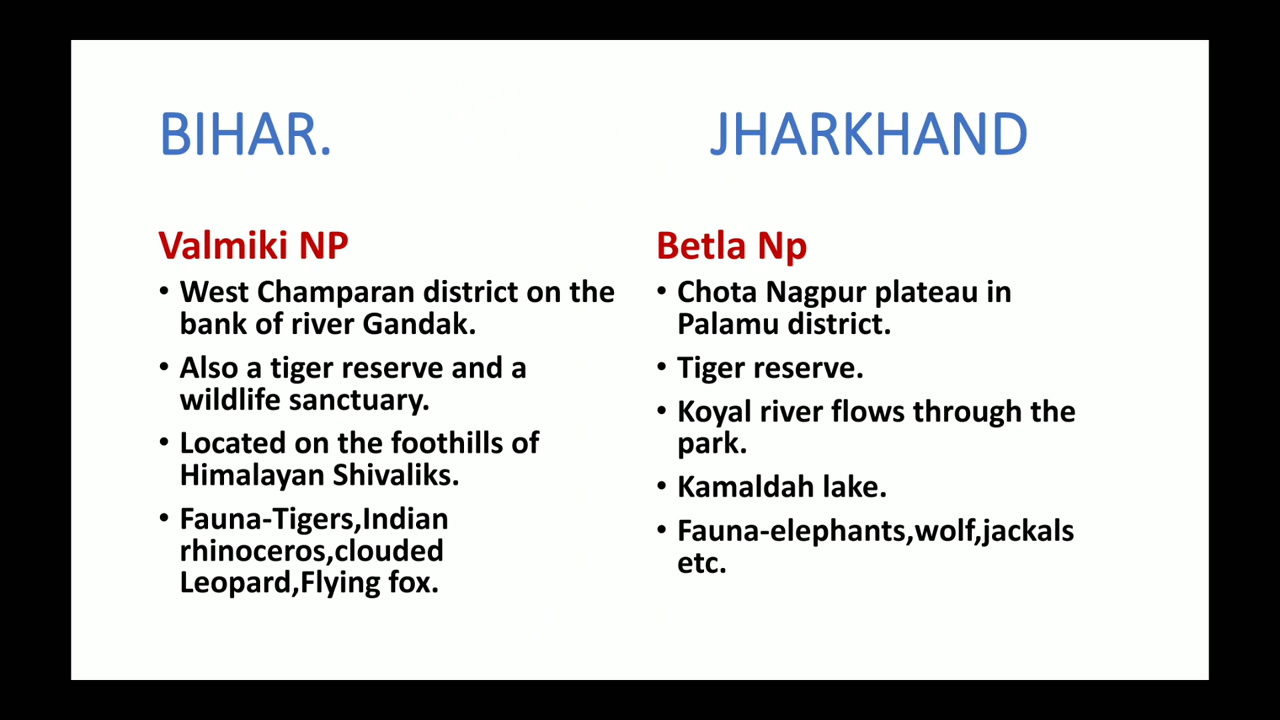 BIHAR.
JHARKHAND
Valmiki NP
• West Champaran district on the
bank of river Gandak.
• Also a tiger reserve and a
wildlife sanctuary.
• Located on the foothills of
Himalayan Shivaliks.
• Fauna-Tigers,Indian
rhinoceros,clouded
Leopard,Flying fox.
Betla Np
• Chota Nagpur plateau in
Palamu district.
• Tiger reserve.
• Koyal river flows through the
park.
• Kamaldah lake.
• Fauna-elephants,wolf,jackals
etc.